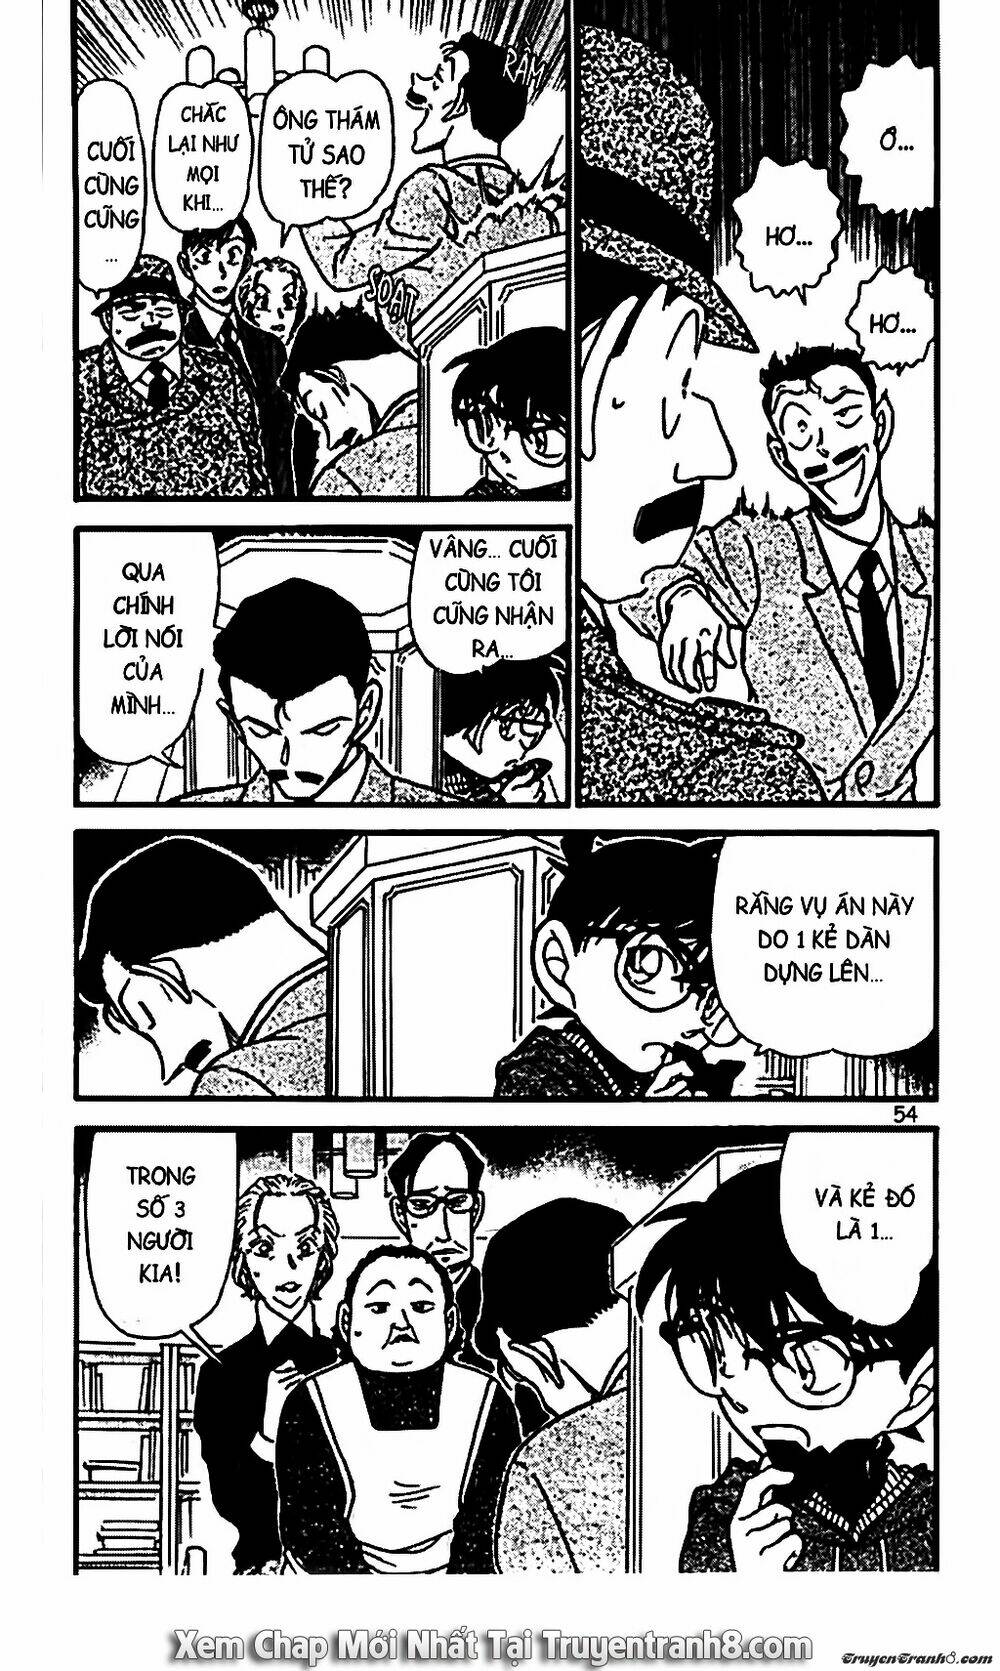 Ơ...
HƠ...
HƠ...
RẦM
ÔNG THÁM
TỬ SAO
THẾ?
CHẮC
LẠI NHƯ
MỌI
KHI...
CUỐI
CÙNG
CŨNG
...
SOẠT
VÂNG... CUỐI
CÙNG TÔI
CŨNG NHẬN
RA...
QUA
CHÍNH
LỜI NÓI
CỦA
MÌNH...
RẰNG VỤ ÁN NÀY
DO 1 KẺ DÀN
DỰNG LÊN...
54
VÀ KẺ ĐÓ
LÀ 1...
TRONG
SỐ 3
NGƯỜI
KIA!
Xem Chap Mới Nhất Tại Truyentranh8.com
TruyenTranh8.com